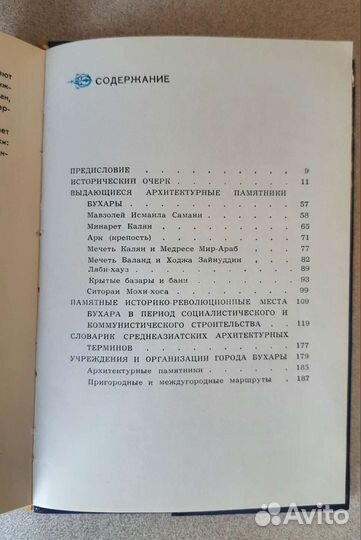 СОДЕРЖАНИЕ
ПРЕДИСЛОВИЕ . . . . . . . . . . 9
ИСТОРИЧЕСКИЙ ОЧЕРК . . . . . . . . 11
ВЫДАЮЩИЕСЯ АРХИТЕКТУРНЫЕ ПАМЯТНИКИ
БУХАРЫ . . . . . . . . . . 57
Мавзолей Исмаила Самани . . . . . 58
Минарет Калян . . . . . . . . 65
Арк (крепость) . . . . . . . . 71
Мечеть Калян и Медресе Мир-Араб . . . 77
Мечеть Баланд и Ходжа Зайнуддин . . . 82
Ляби-хауз . . . . . . . . . 89
Крытые базары и бани . . . . . . 93
Ситораи Мохи-хоса . . . . . . . 99
ПАМЯТНЫЕ ИСТОРИКО-РЕВОЛЮЦИОННЫЕ МЕСТА 109
БУХАРА В ПЕРИОД СОЦИАЛИСТИЧЕСКОГО И
КОММУНИСТИЧЕСКОГО СТРОИТЕЛЬСТВА . . . 119
СЛОВАРИК СРЕДНЕАЗИАТСКИХ АРХИТЕКТУРНЫХ
ТЕРМИНОВ . . . . . . . . . 177
УЧРЕЖДЕНИЯ И ОРГАНИЗАЦИИ ГОРОДА БУХАРЫ 179
Архитектурные памятники . . . . . 185
Пригородные и междугородные маршруты . 187
Avito